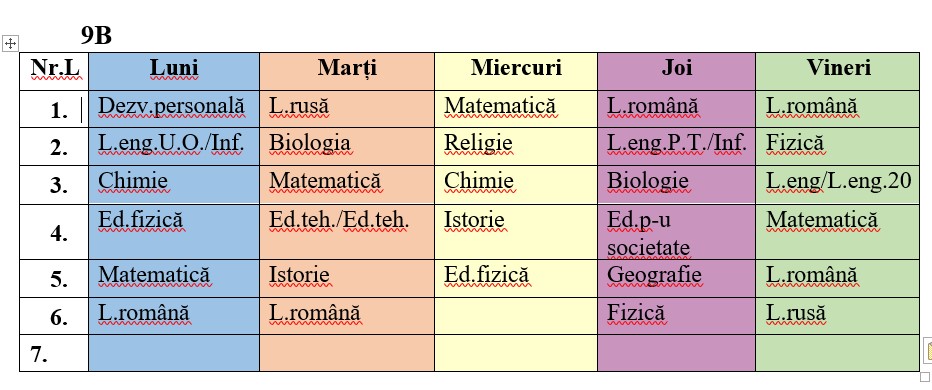 9B
Nr.L Luni Marți Miercuri Joi Vineri
1. Dezv.personală L.rusă Matematică L.română L.română
2. L.eng.U.O./Inf. Biologia Religie L.eng.P.T./Inf. Fizică
3. Chimie Matematică Chimie Biologie L.eng/L.eng.20
4. Ed.fizică Ed.teh./Ed.teh. Istorie Ed.p-u societate Matematică
5. Matematică Istorie Ed.fizică Geografie L.română
6. L.română L.română Fizică L.rusă
7.